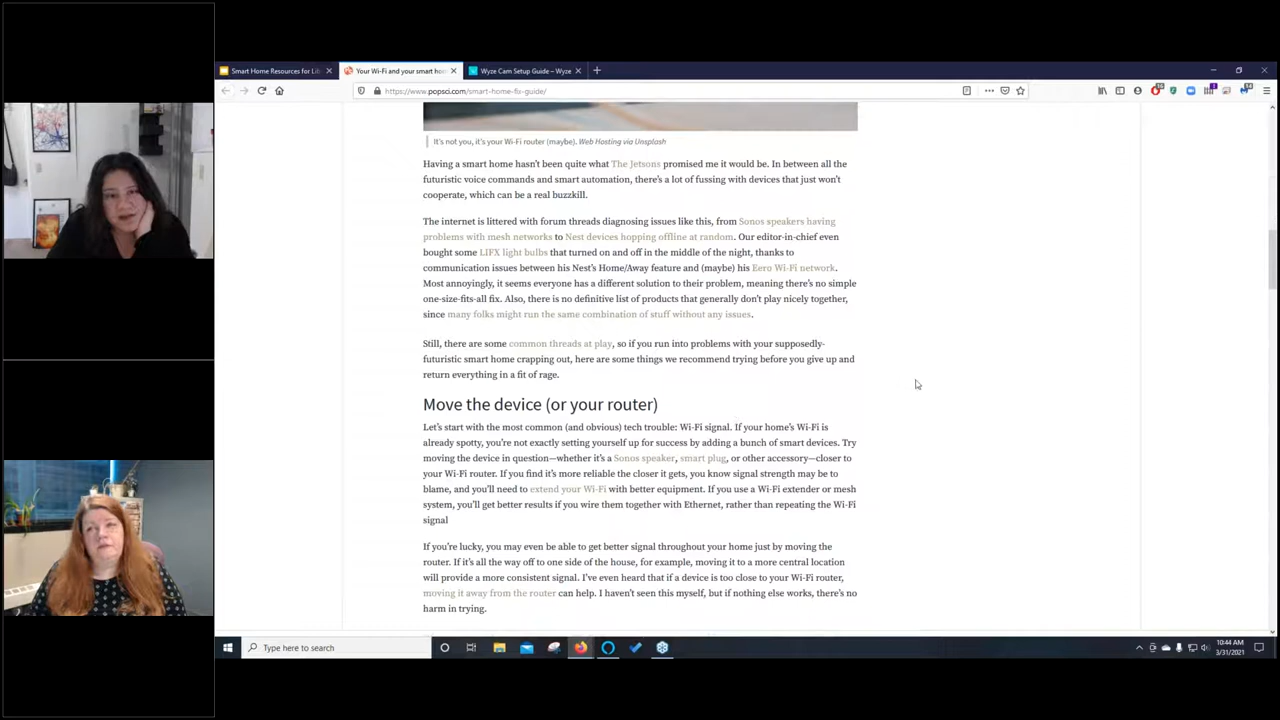 Smart Home Resources for Lib
Your Wi-Fi and your smart hom
Wyze Cam Setup Guide – Wyze
https://www.popsci.com/smart-home-fix-guide/
It's not you, it's your Wi-Fi router (maybe). Web Hosting via Unsplash
Having a smart home hasn't been quite what The Jetsons promised me it would be. In between all the
futuristic voice commands and smart automation, there's a lot of fussing with devices that just won't
cooperate, which can be a real buzzkill.
The internet is littered with forum threads diagnosing issues like this, from Sonos speakers having
problems with mesh networks to Nest devices hopping offline at random. Our editor-in-chief even
bought some LIFX light bulbs that turned on and off in the middle of the night, thanks to
communication issues between his Nest's Home/Away feature and (maybe) his Eero Wi-Fi network.
Most annoyingly, it seems everyone has a different solution to their problem, meaning there's no simple
one-size-fits-all fix. Also, there is no definitive list of products that generally don't play nicely together,
since many folks might run the same combination of stuff without any issues.
Still, there are some common threads at play, so if you run into problems with your supposedly-
futuristic smart home crapping out, here are some things we recommend trying before you give up and
return everything in a fit of rage.
Move the device (or your router)
Let's start with the most common (and obvious) tech trouble: Wi-Fi signal. If your home's Wi-Fi is
already spotty, you're not exactly setting yourself up for success by adding a bunch of smart devices. Try
moving the device in question—whether it's a Sonos speaker, smart plug, or other accessory—closer to
your Wi-Fi router. If you find it's more reliable the closer it gets, you know signal strength may be to
blame, and you'll need to extend your Wi-Fi with better equipment. If you use a Wi-Fi extender or mesh
system, you'll get better results if you wire them together with Ethernet, rather than repeating the Wi-Fi
signal
If you're lucky, you may even be able to get better signal throughout your home just by moving the
router. If it's all the way off to one side of the house, for example, moving it to a more central location
will provide a more consistent signal. I've even heard that if a device is too close to your Wi-Fi router,
moving it away from the router can help. I haven't seen this myself, but if nothing else works, there's no
harm in trying.
Type here to search
10:44 AM
3/31/2021